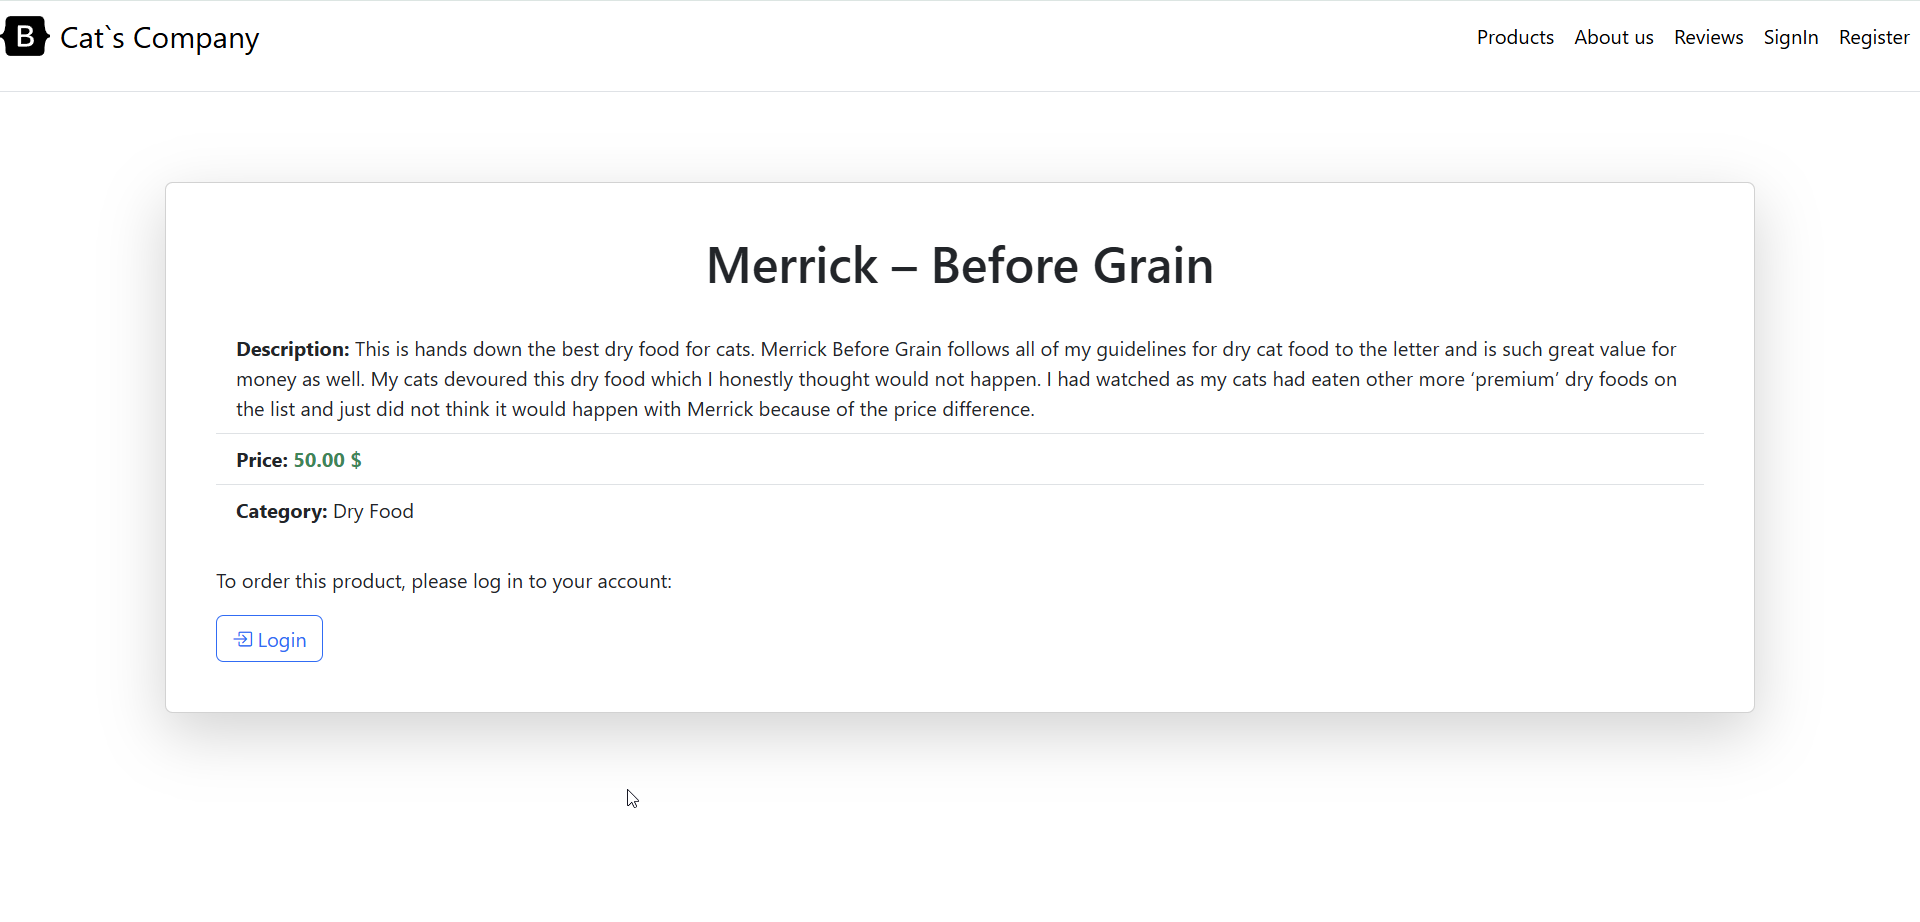 B Cat`s Company
Products About us Reviews SignIn Register
Merrick – Before Grain
Description: This is hands down the best dry food for cats. Merrick Before Grain follows all of my guidelines for dry cat food to the letter and is such great value for
money as well. My cats devoured this dry food which I honestly thought would not happen. I had watched as my cats had eaten other more ‘premium’ dry foods on
the list and just did not think it would happen with Merrick because of the price difference.
Price: 50.00 $
Category: Dry Food
To order this product, please log in to your account:
Login